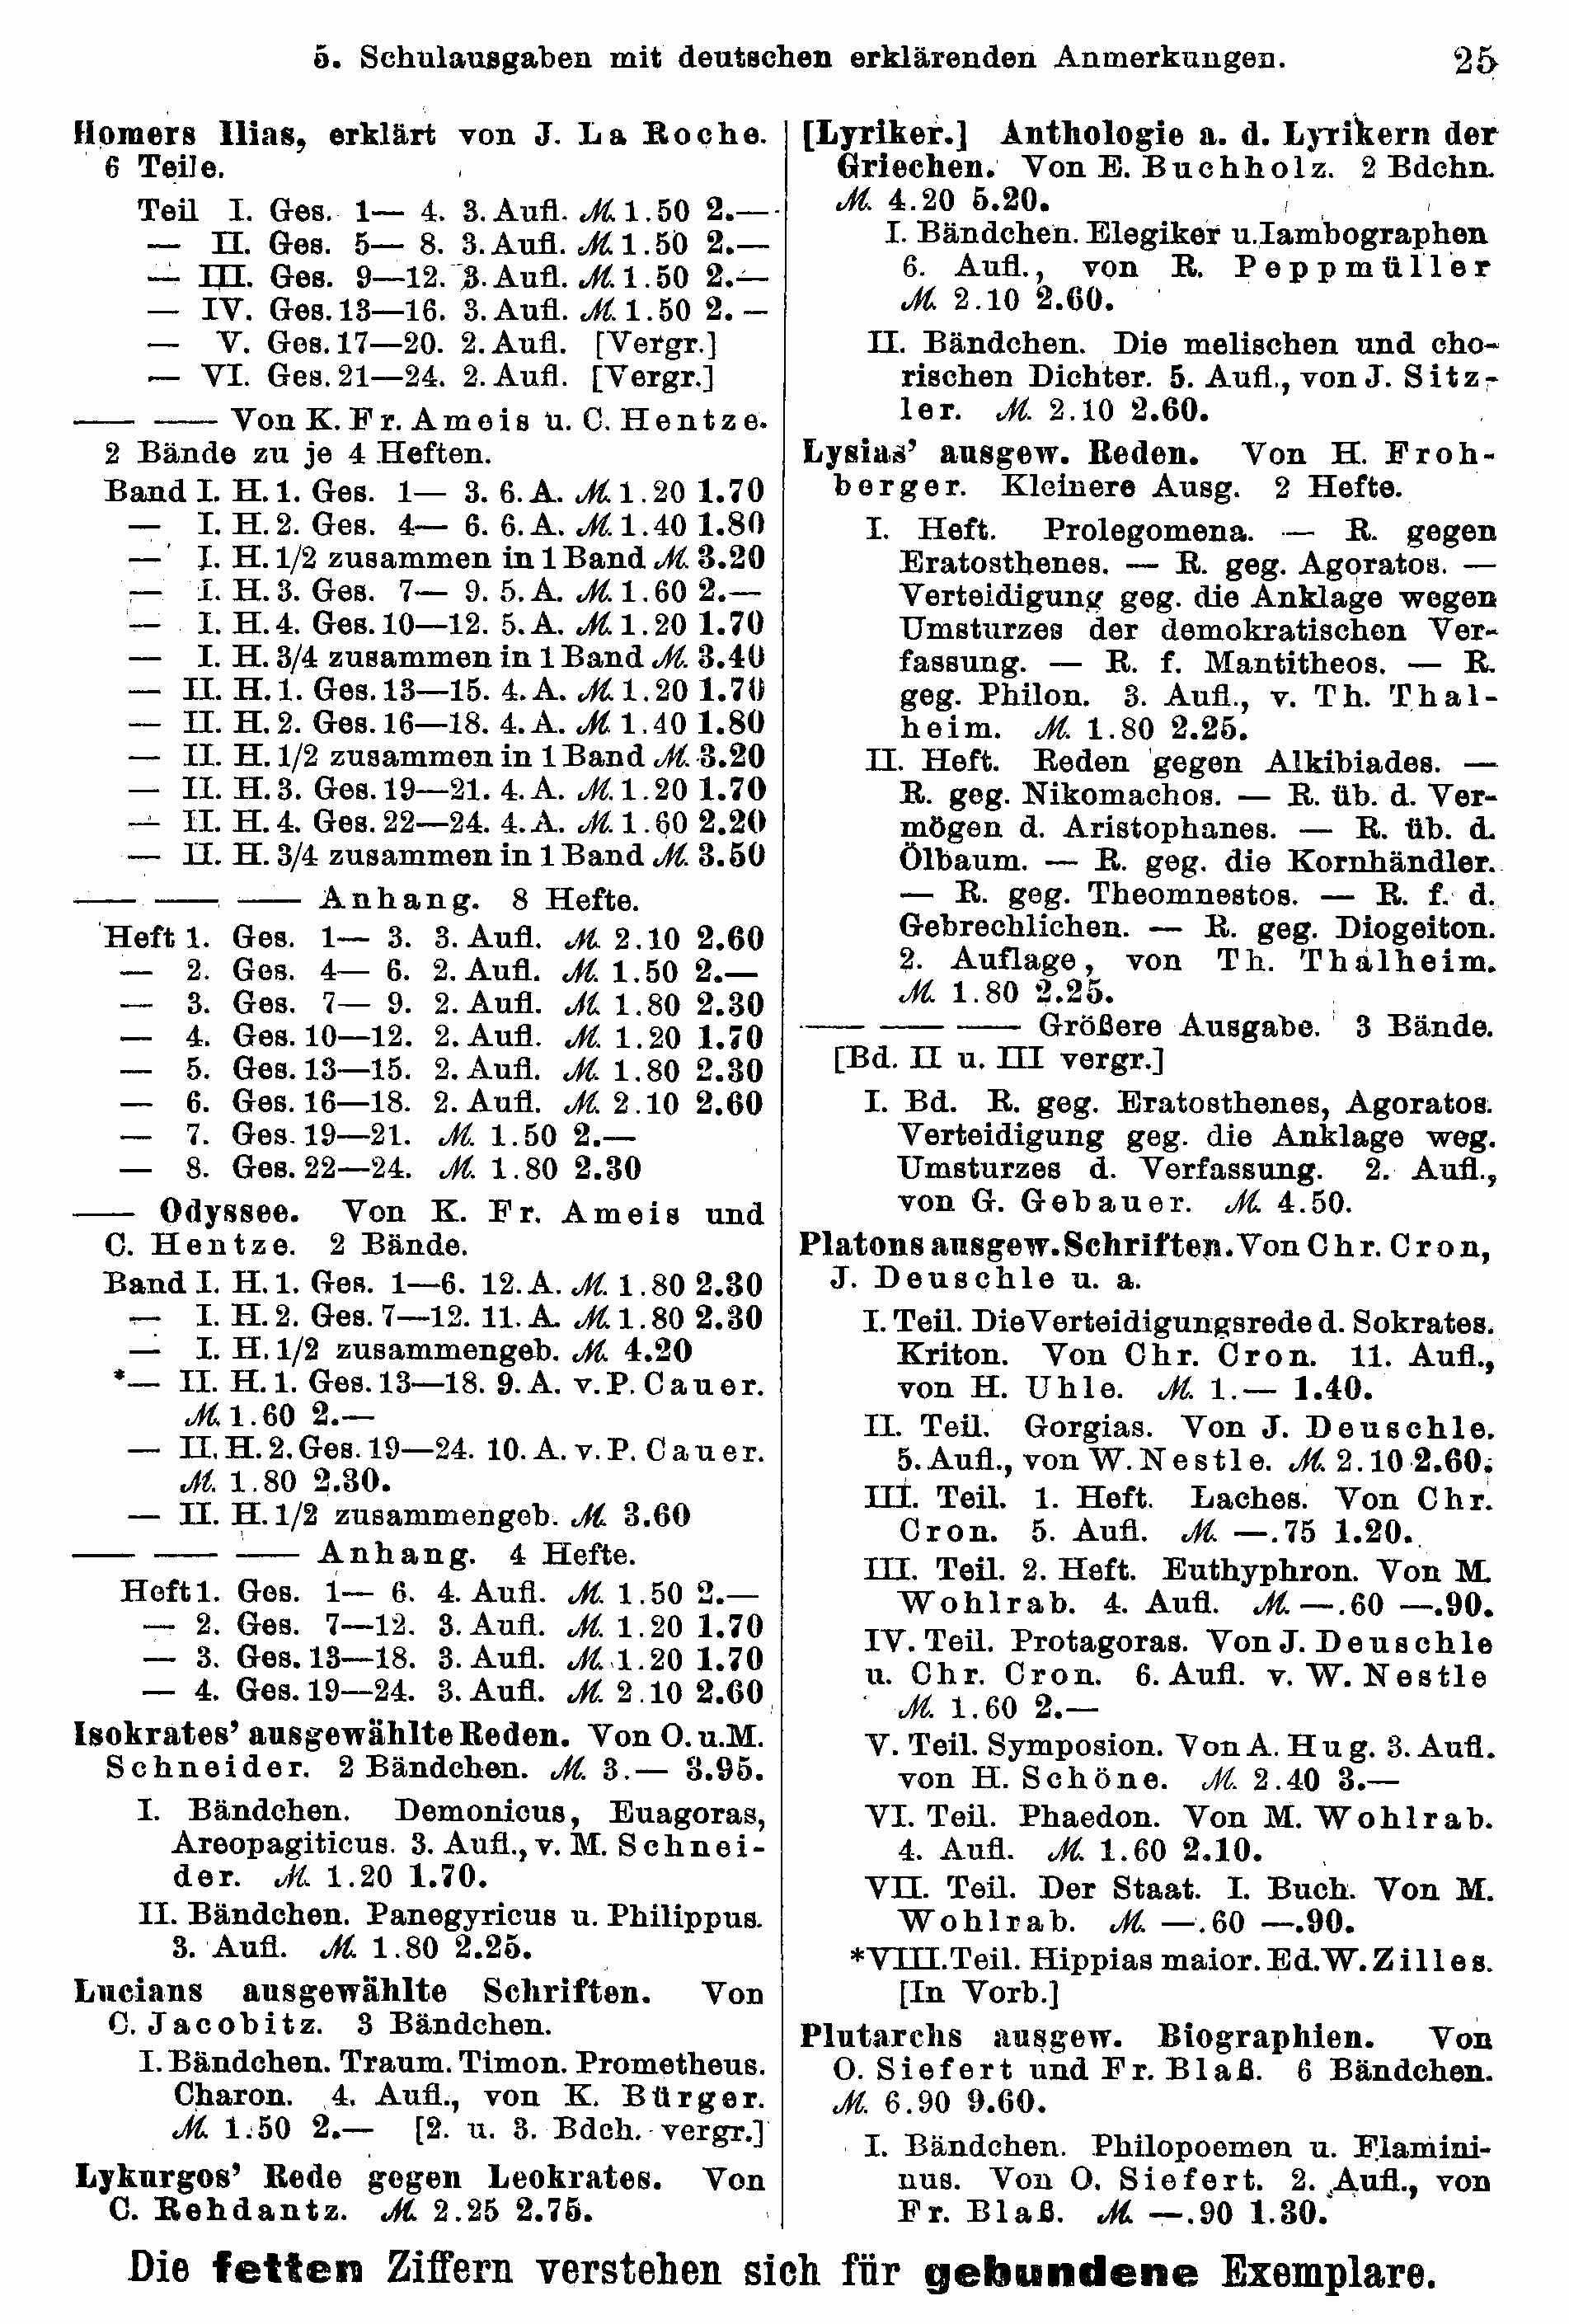 5. Schulausgaben mit deutschen erklärenden Anmerkungen. 25
Homers Ilias, erklärt von J. La Roche.
6 Teile.
Teil I. Ges. 1— 4. 3. Aufl. ℳ 1.50 2.—
— II. Ges. 5— 8. 3. Aufl. ℳ 1.50 2.—
— III. Ges. 9—12. 3. Aufl. ℳ 1.50 2.—
— IV. Ges. 13—16. 3. Aufl. ℳ 1.50 2.—
— V. Ges. 17—20. 2. Aufl. [Vergr.]
— VI. Ges. 21—24. 2. Aufl. [Vergr.]
—— —— Von K. Fr. Ameis u. C. Hentze.
2 Bände zu je 4 Heften.
Band I. H. 1. Ges. 1— 3. 6. A. ℳ 1.20 1.70
— I. H. 2. Ges. 4— 6. 6. A. ℳ 1.40 1.80
— I. H. 1/2 zusammen in 1 Band ℳ 3.20
— I. H. 3. Ges. 7— 9. 5. A. ℳ 1.60 2.—
— I. H. 4. Ges. 10—12. 5. A. ℳ 1.20 1.70
— I. H. 3/4 zusammen in 1 Band ℳ 3.40
— II. H. 1. Ges. 13—15. 4. A. ℳ 1.20 1.70
— II. H. 2. Ges. 16—18. 4. A. ℳ 1.40 1.80
— II. H. 1/2 zusammen in 1 Band ℳ 3.20
— II. H. 3. Ges. 19—21. 4. A. ℳ 1.20 1.70
— II. H. 4. Ges. 22—24. 4. A. ℳ 1.60 2.20
— II. H. 3/4 zusammen in 1 Band ℳ 3.50
—— —— —— Anhang. 8 Hefte.
Heft 1. Ges. 1— 3. 3. Aufl. ℳ 2.10 2.60
— 2. Ges. 4— 6. 2. Aufl. ℳ 1.50 2.—
— 3. Ges. 7— 9. 2. Aufl. ℳ 1.80 2.30
— 4. Ges. 10—12. 2. Aufl. ℳ 1.20 1.70
— 5. Ges. 13—15. 2. Aufl. ℳ 1.80 2.30
— 6. Ges. 16—18. 2. Aufl. ℳ 2.10 2.60
— 7. Ges. 19—21. ℳ 1.50 2.—
— 8. Ges. 22—24. ℳ 1.80 2.30
—— Odyssee. Von K. Fr. Ameis und
C. Hentze. 2 Bände.
Band I. H. 1. Ges. 1—6. 12. A. ℳ 1.80 2.30
— I. H. 2. Ges. 7—12. 11. A. ℳ 1.80 2.30
— I. H. 1/2 zusammengeb. ℳ 4.20
*— II. H. 1. Ges. 13—18. 9. A. v. P. Cauer.
ℳ 1.60 2.—
— II. H. 2. Ges. 19—24. 10. A. v. P. Cauer.
ℳ 1.80 2.30.
— II. H. 1/2 zusammengeb. ℳ 3.60
—— —— —— Anhang. 4 Hefte.
Heft 1. Ges. 1— 6. 4. Aufl. ℳ 1.50 2.—
— 2. Ges. 7—12. 3. Aufl. ℳ 1.20 1.70
— 3. Ges. 13—18. 3. Aufl. ℳ 1.20 1.70
— 4. Ges. 19—24. 3. Aufl. ℳ 2.10 2.60
Isokrates’ ausgewählte Reden. Von O. u. M.
Schneider. 2 Bändchen. ℳ 3.— 3.95.
I. Bändchen. Demonicus, Euagoras,
Areopagiticus. 3. Aufl., v. M. Schnei-
der. ℳ 1.20 1.70.
II. Bändchen. Panegyricus u. Philippus.
3. Aufl. ℳ 1.80 2.25.
Lucians ausgewählte Schriften. Von
C. Jacobitz. 3 Bändchen.
I. Bändchen. Traum. Timon. Prometheus.
Charon. 4. Aufl., von K. Bürger.
ℳ 1.50 2.— [2. u. 3. Bdch. vergr.]
Lykurgos’ Rede gegen Leokrates. Von
C. Rehdantz. ℳ 2.25 2.75.
[Lyriker.] Anthologie a. d. Lyrikern der
Griechen. Von E. Buchholz. 2 Bdchn.
ℳ 4.20 5.20.
I. Bändchen. Elegiker u. Iambographen
6. Aufl., von R. Peppmüller
ℳ 2.10 2.60.
II. Bändchen. Die melischen und cho-
rischen Dichter. 5. Aufl., von J. Sitz-
ler. ℳ 2.10 2.60.
Lysias’ ausgew. Reden. Von H. Froh-
berger. Kleinere Ausg. 2 Hefte.
I. Heft. Prolegomena. — R. gegen
Eratosthenes. — R. geg. Agoratos. —
Verteidigung geg. die Anklage wegen
Umsturzes der demokratischen Ver-
fassung. — R. f. Mantitheos. — R.
geg. Philon. 3. Aufl., v. Th. Thal-
heim. ℳ 1.80 2.25.
II. Heft. Reden gegen Alkibiades. —
R. geg. Nikomachos. — R. üb. d. Ver-
mögen d. Aristophanes. — R. üb. d.
Ölbaum. — R. geg. die Kornhändler.
— R. geg. Theomnestos. — R. f. d.
Gebrechlichen. — R. geg. Diogeiton.
2. Auflage, von Th. Thalheim.
ℳ 1.80 2.25.
—— —— —— Größere Ausgabe. 3 Bände.
[Bd. II u. III vergr.]
I. Bd. R. geg. Eratosthenes, Agoratos.
Verteidigung geg. die Anklage weg.
Umsturzes d. Verfassung. 2. Aufl.,
von G. Gebauer. ℳ 4.50.
Platons ausgew. Schriften. Von Chr. Cron,
J. Deuschle u. a.
I. Teil. Die Verteidigungsrede d. Sokrates.
Kriton. Von Chr. Cron. 11. Aufl.,
von H. Uhle. ℳ 1.— 1.40.
II. Teil. Gorgias. Von J. Deuschle.
5. Aufl., von W. Nestle. ℳ 2.10 2.60.
III. Teil. 1. Heft. Laches. Von Chr.
Cron. 5. Aufl. ℳ —.75 1.20.
III. Teil. 2. Heft. Euthyphron. Von M.
Wohlrab. 4. Aufl. ℳ —.60 —.90.
IV. Teil. Protagoras. Von J. Deuschle
u. Chr. Cron. 6. Aufl. v. W. Nestle
ℳ 1.60 2.—
V. Teil. Symposion. Von A. Hug. 3. Aufl.
von H. Schöne. ℳ 2.40 3.—
VI. Teil. Phaedon. Von M. Wohlrab.
4. Aufl. ℳ 1.60 2.10.
VII. Teil. Der Staat. I. Buch. Von M.
Wohlrab. ℳ —.60 —.90.
*VIII. Teil. Hippias maior. Ed. W. Zilles.
[In Vorb.]
Plutarchs ausgew. Biographien. Von
O. Siefert und Fr. Blaß. 6 Bändchen.
ℳ 6.90 9.60.
I. Bändchen. Philopoemen u. Flamini-
nus. Von O. Siefert. 2. Aufl., von
Fr. Blaß. ℳ —.90 1.30.
Die fetten Ziffern verstehen sich für gebundene Exemplare.